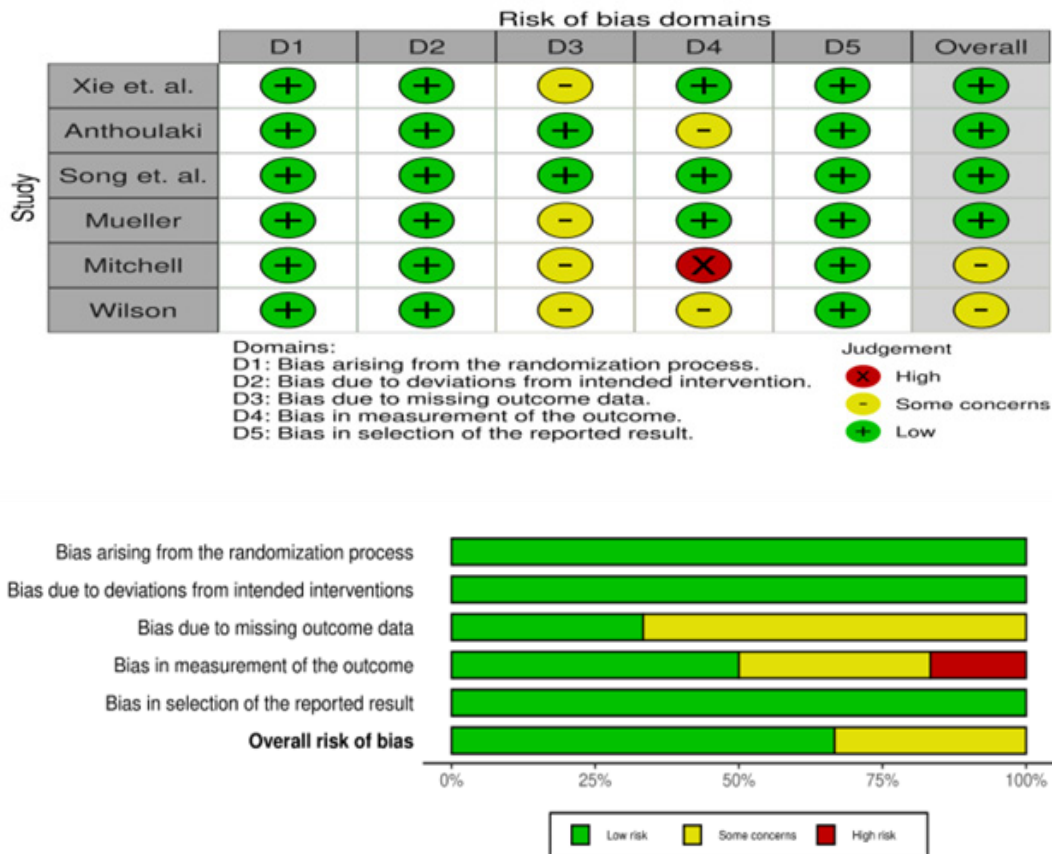 Risk of bias domains
D1 D2 D3 D4 D5 Overall
Study
Xie et. al. + + - + + +
Anthoulaki + + + - + +
Song et. al. + + + + + +
Mueller + + - + + +
Mitchell + + - X + -
Wilson + + - - + -
Domains:
D1: Bias arising from the randomization process.
D2: Bias due to deviations from intended intervention.
D3: Bias due to missing outcome data.
D4: Bias in measurement of the outcome.
D5: Bias in selection of the reported result.
Judgement
X High
- Some concerns
+ Low
Bias arising from the randomization process
Bias due to deviations from intended interventions
Bias due to missing outcome data
Bias in measurement of the outcome
Bias in selection of the reported result
Overall risk of bias
0% 25% 50% 75% 100%
Low risk Some concerns High risk